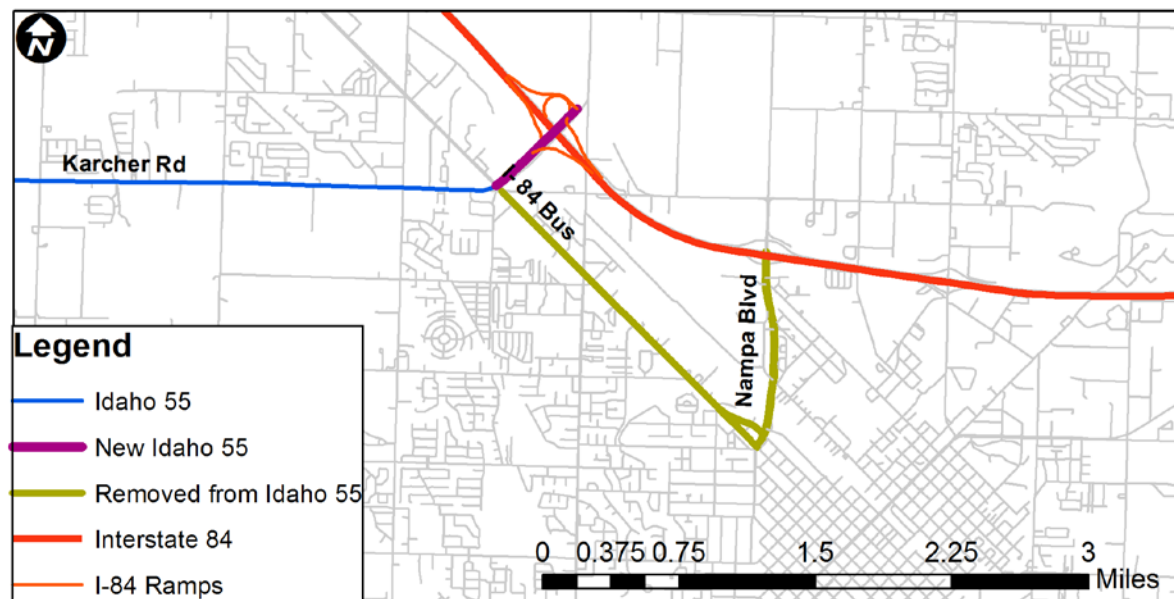 N
Karcher Rd
I- 84 Bus
Nampa Blvd
Legend
Idaho 55
New Idaho 55
Removed from Idaho 55
Interstate 84
I-84 Ramps
0 0.375 0.75 1.5 2.25 3
Miles